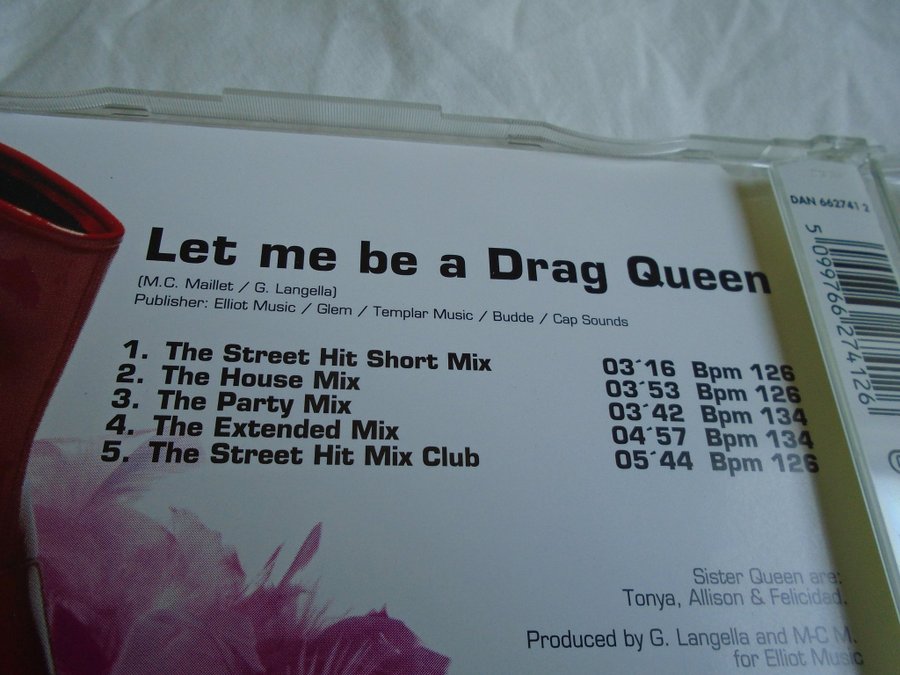 DAN 662741 2
5 099766 274126
Let me be a Drag Queen
(M.C. Maillet / G. Langella)
Publisher: Elliot Music / Glem / Templar Music / Budde / Cap Sounds
1. The Street Hit Short Mix 03´16 Bpm 126
2. The House Mix 03´53 Bpm 126
3. The Party Mix 03´42 Bpm 134
4. The Extended Mix 04´57 Bpm 134
5. The Street Hit Mix Club 05´44 Bpm 126
Sister Queen are:
Tonya, Allison & Felicidad.
Produced by G. Langella and M-C M.
for Elliot Music